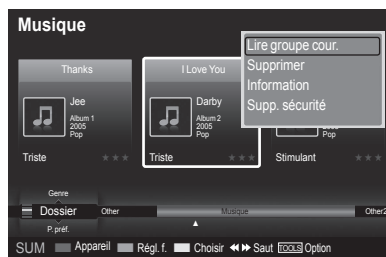 Musique
Lire groupe cour.
Supprimer
Information
Supp. sécurité
Thanks
I Love You
Jee
Album 1
2005
Pop
Darby
Album 2
2005
Pop
Pop
Triste
Triste
Stimulant
Genre
Dossier
Other
Musique
Other2
P. préf.
SUM Appareil Régl. f. Choisir Saut TOOLS Option